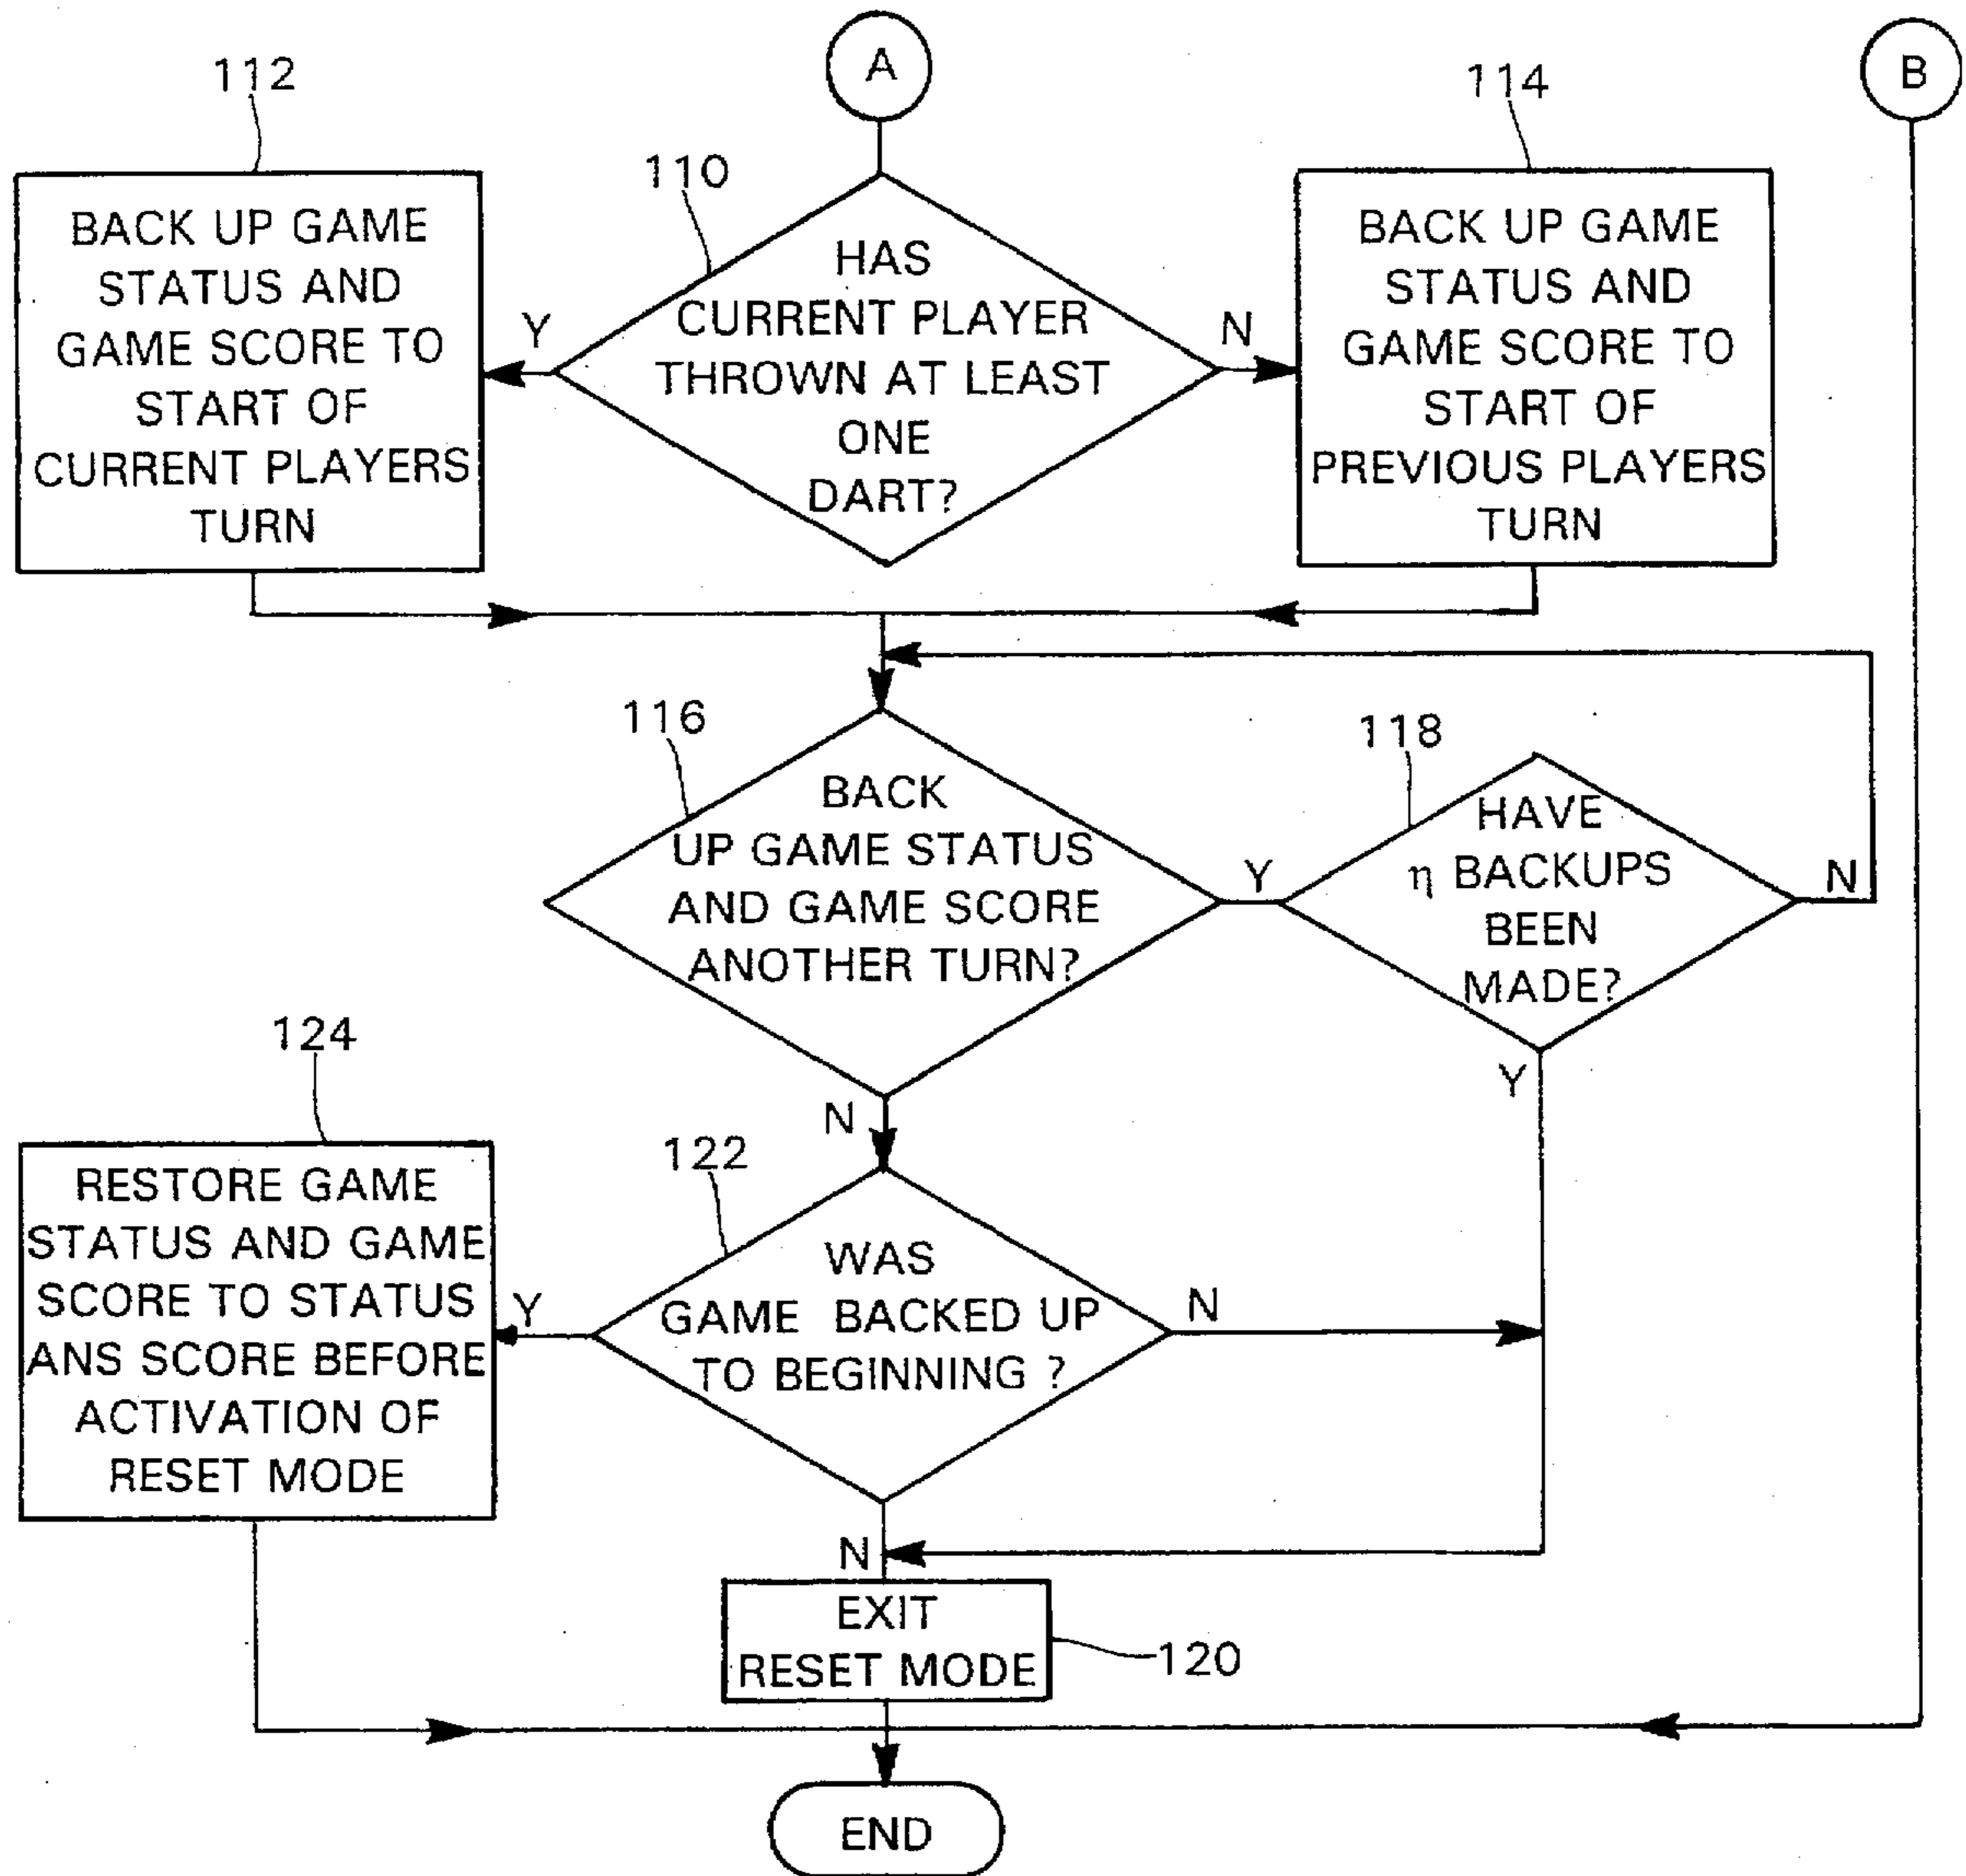 A
B
112
110
114
BACK UP GAME
STATUS AND
GAME SCORE TO
START OF
CURRENT PLAYERS
TURN
Y
HAS
CURRENT PLAYER
THROWN AT LEAST
ONE
DART?
N
BACK UP GAME
STATUS AND
GAME SCORE TO
START OF
PREVIOUS PLAYERS
TURN
116
BACK
UP GAME STATUS
AND GAME SCORE
ANOTHER TURN?
Y
118
HAVE
η BACKUPS
BEEN
MADE?
N
Y
N
124
RESTORE GAME
STATUS AND GAME
SCORE TO STATUS
ANS SCORE BEFORE
ACTIVATION OF
RESET MODE
Y
122
WAS
GAME BACKED UP
TO BEGINNING ?
N
N
EXIT
RESET MODE
120
END